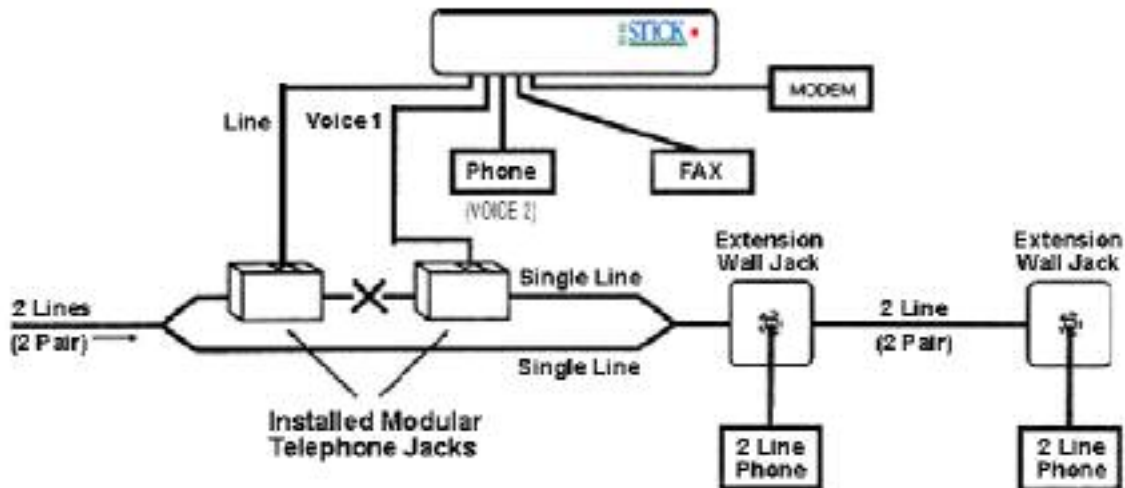 STICK
MODEM
Line
Voice 1
Phone
(VOICE 2)
FAX
Extension
Wall Jack
Extension
Wall Jack
Single Line
2 Lines
(2 Pair)
2 Line
(2 Pair)
Single Line
Installed Modular
Telephone Jacks
2 Line
Phone
2 Line
Phone